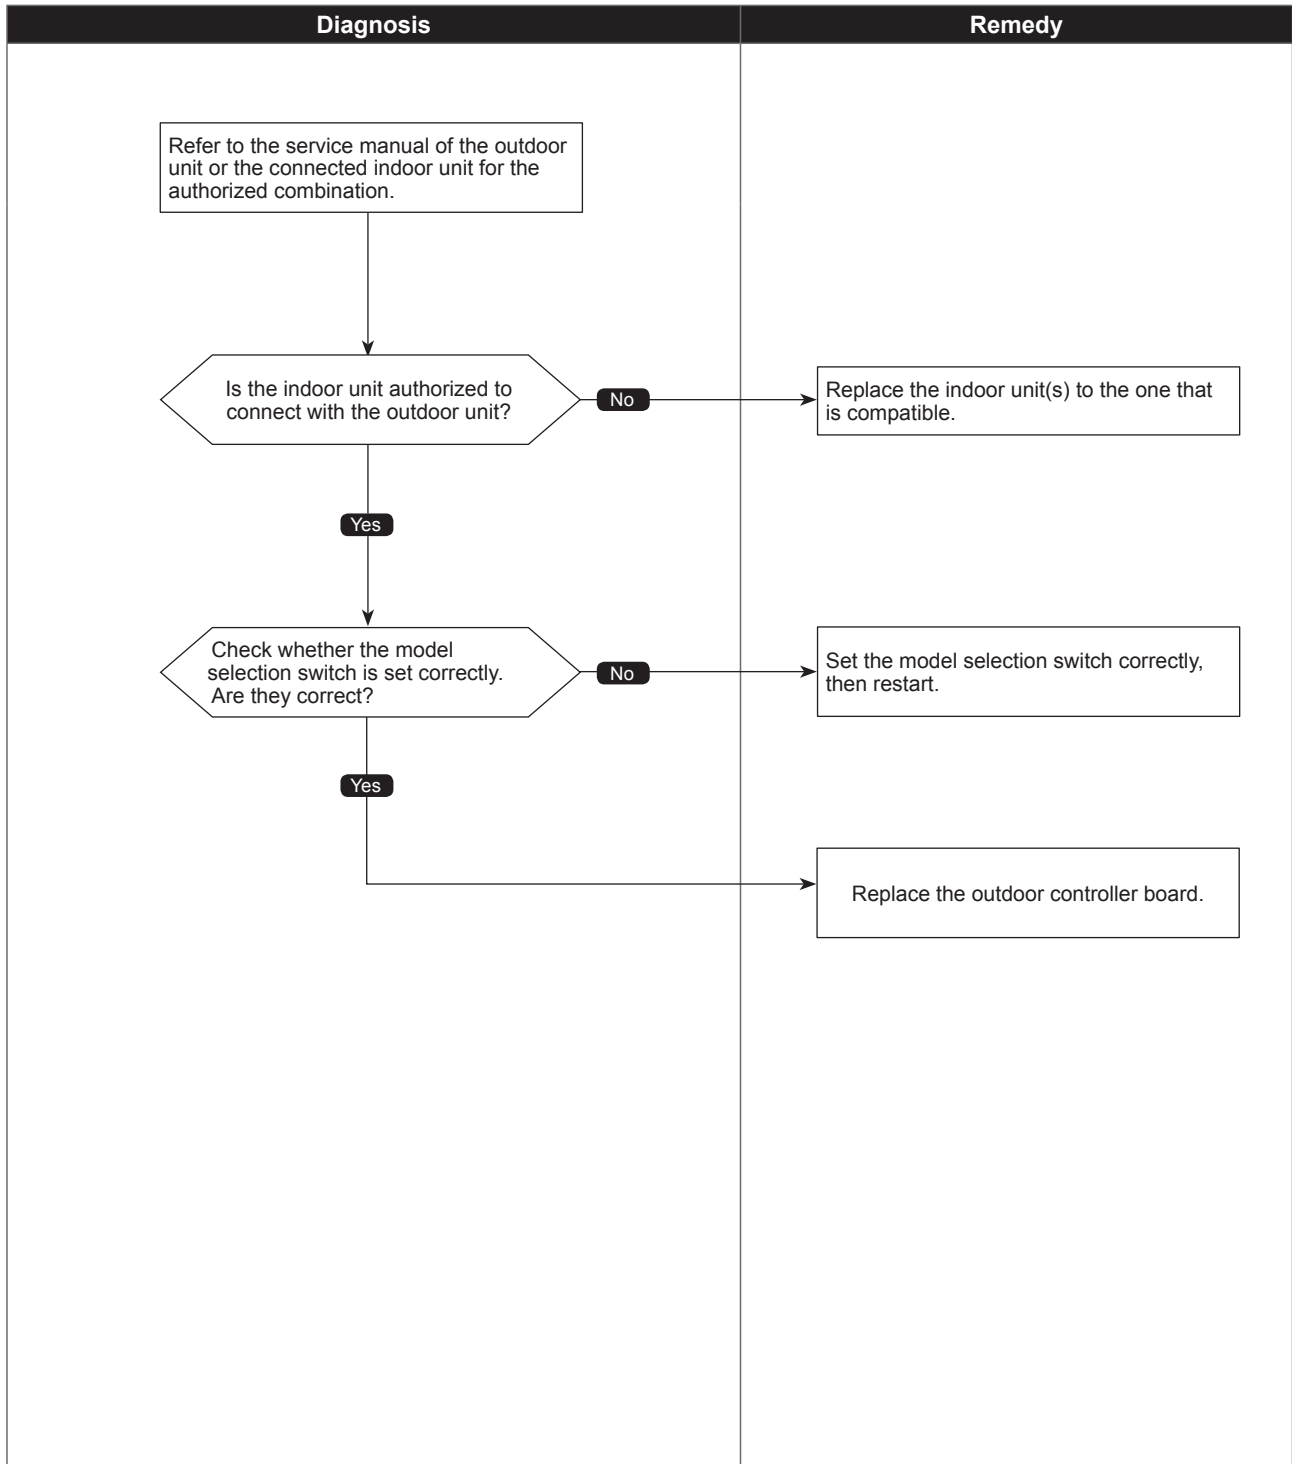 Diagnosis
Remedy
Refer to the service manual of the outdoor
unit or the connected indoor unit for the
authorized combination.
Is the indoor unit authorized to
connect with the outdoor unit?
No
Replace the indoor unit(s) to the one that
is compatible.
Yes
Check whether the model
selection switch is set correctly.
Are they correct?
No
Set the model selection switch correctly,
then restart.
Yes
Replace the outdoor controller board.